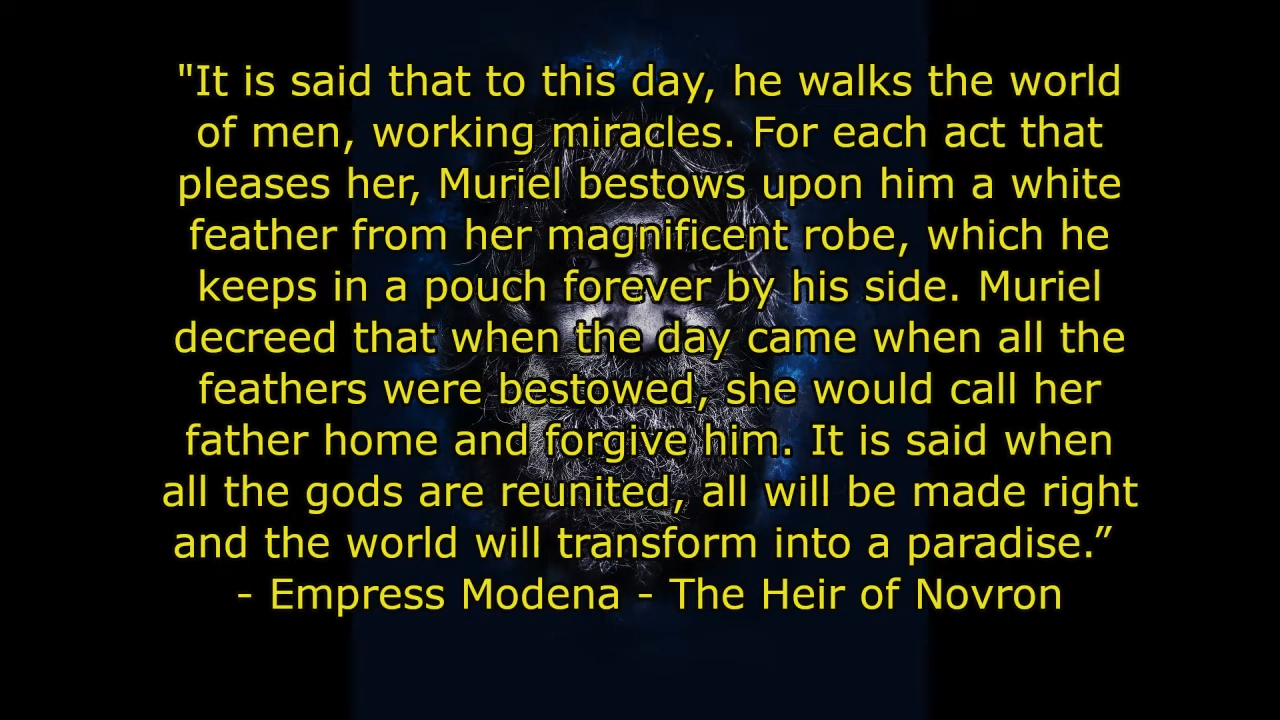 "It is said that to this day, he walks the world
of men, working miracles. For each act that
pleases her, Muriel bestows upon him a white
feather from her magnificent robe, which he
keeps in a pouch forever by his side. Muriel
decreed that when the day came when all the
feathers were bestowed, she would call her
father home and forgive him. It is said when
all the gods are reunited, all will be made right
and the world will transform into a paradise.”
- Empress Modena - The Heir of Novron